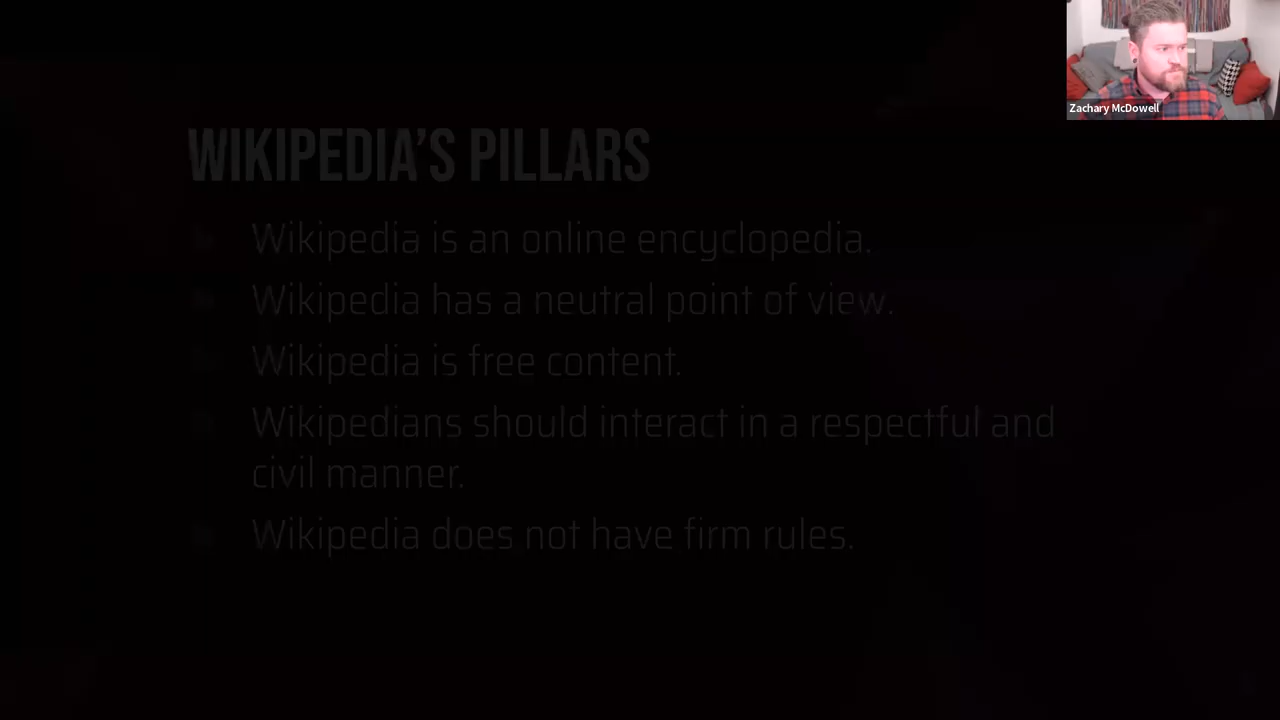 Zachary McDowell
WIKIPEDIA'S PILLARS
Wikipedia is an online encyclopedia.
Wikipedia has a neutral point of view.
Wikipedia is free content.
Wikipedians should interact in a respectful and
civil manner.
Wikipedia does not have firm rules.